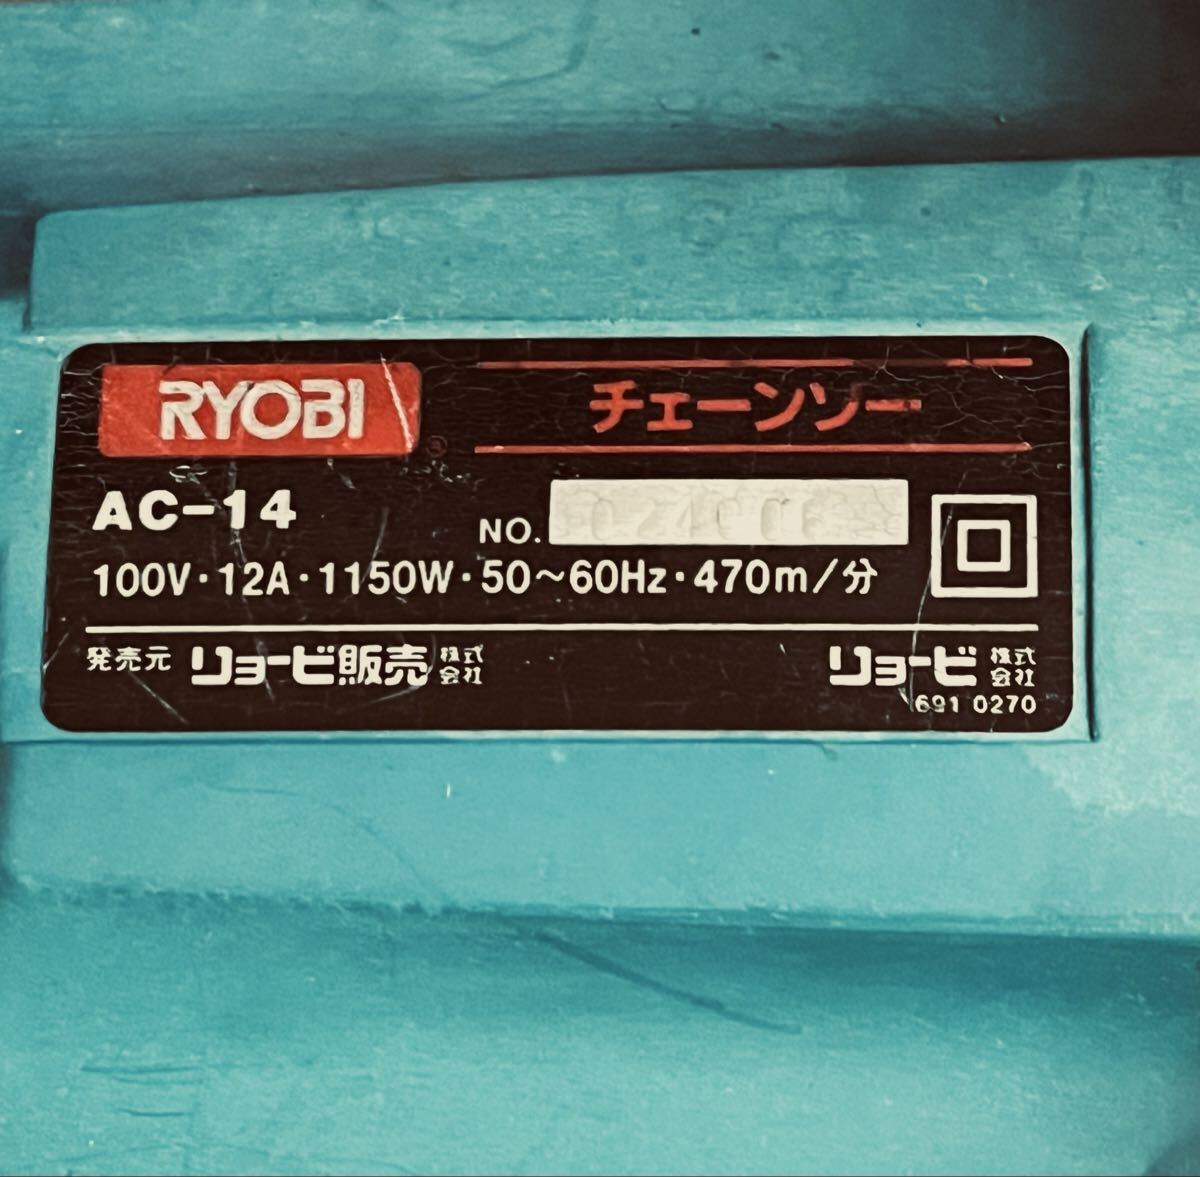 RYOBI®
チェーンソー
AC-14
NO.
100V・12A・1150W・50~60Hz・470m/分
発売元 リョービ販売 株式会社
リョービ 株式会社
691 0270